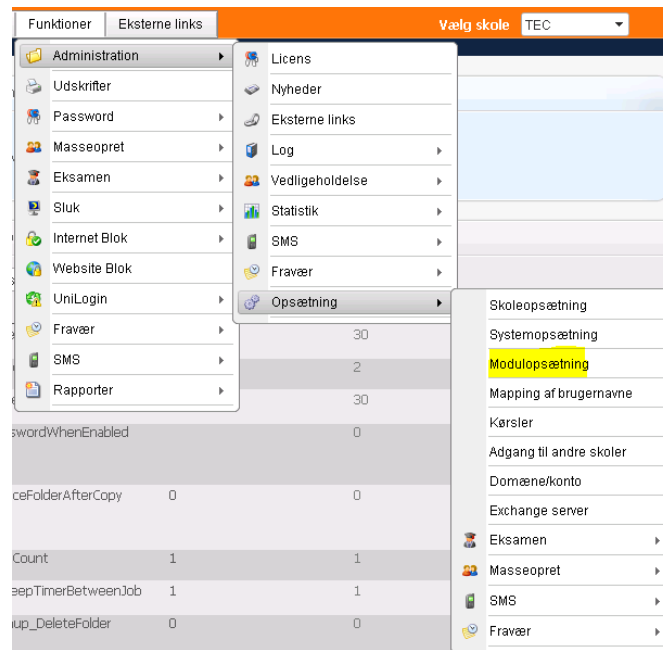 Funktioner Eksterne links Vælg skole TEC
Administration
Udskrifter
Password
Masseopret
Eksamen
Sluk
Internet Blok
Website Blok
UniLogin
Fravær
SMS
Rapporter
Licens
Nyheder
Eksterne links
Log
Vedligeholdelse
Statistik
SMS
Fravær
Opsætning
Skoleopsætning
Systemopsætning
Modulopsætning
Mapping af brugernavne
Kørsler
Adgang til andre skoler
Domæne/konto
Exchange server
Eksamen
Masseopret
SMS
Fravær
30
2
30
swordWhenEnabled 0
ceFolderAfterCopy 0 0
Count 1 1
eepTimerBetweenJob 1 1
nup_DeleteFolder 0 0